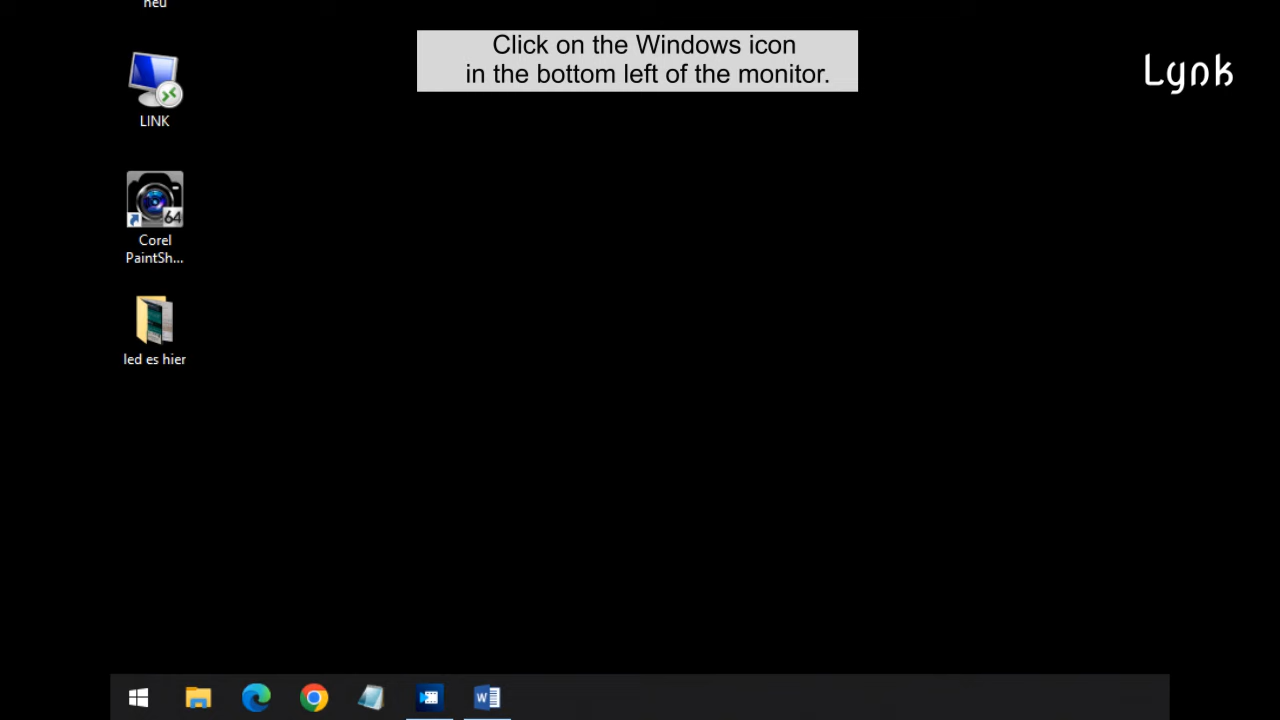 neu
Click on the Windows icon
in the bottom left of the monitor.
Lynk
LINK
64
Corel
PaintSh...
led es hier
W